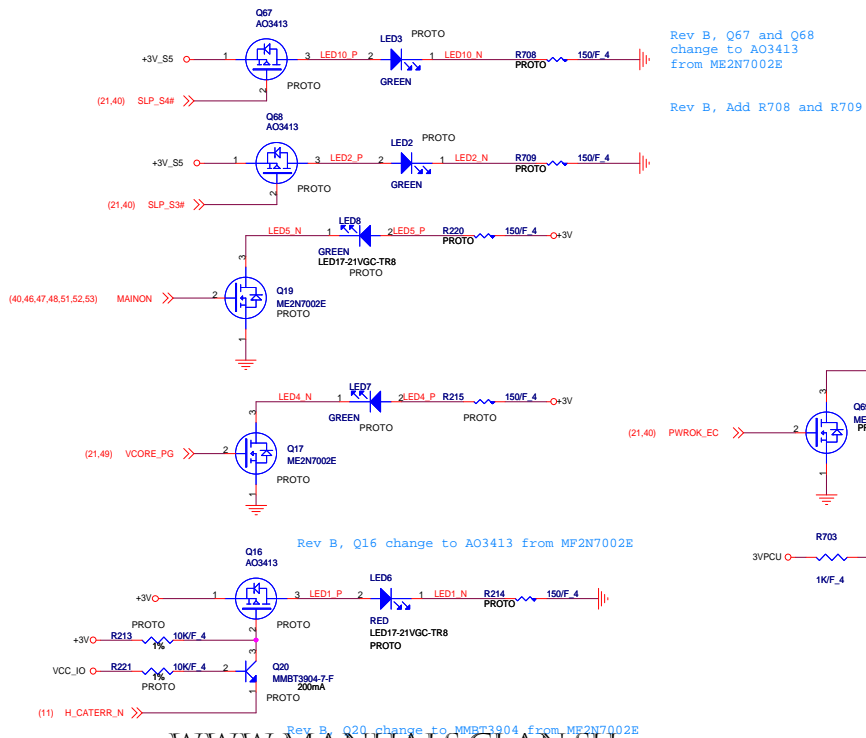 Q67
AO3413
+3V_S5
1
3
LED10_P
2
LED3
PROTO
GREEN
1
LED10_N
R708
PROTO
150/F_4
Rev B, Q67 and Q68
change to AO3413
from ME2N7002E
2
PROTO
(21,40) SLP_S4#
Rev B, Add R708 and R709
Q68
AO3413
+3V_S5
1
3
LED2_P
2
LED2
PROTO
GREEN
1
LED2_N
R709
PROTO
150/F_4
2
PROTO
(21,40) SLP_S3#
LED5_N
1
LED8
2
LED5_P
R220
PROTO
150/F_4
+3V
GREEN
LED17-21VGC-TR8
PROTO
3
(40,46,47,48,51,52,53) MAINON
2
Q19
ME2N7002E
PROTO
1
LED4_N
1
LED7
2
LED4_P
R215
150/F_4
+3V
GREEN
PROTO
PROTO
3
(21,49) VCORE_PG
2
Q17
ME2N7002E
PROTO
1
3
(21,40) PWROK_EC
2
1
R703
3VPCU
1K/F_4
Rev B, Q16 change to AO3413 from MF2N7002E
Q16
AO3413
+3V
1
3
LED1_P
2
LED6
1
LED1_N
R214
PROTO
150/F_4
RED
LED17-21VGC-TR8
PROTO
2
PROTO
PROTO
+3V
R213
10K/F_4
1%
VCC_IO
R221
10K/F_4
1%
PROTO
3
2
Q20
MMBT3904-7-F
200mA
PROTO
1
(11) H_CATERR_N
Rev B, Q20 change to MMBT3904 from ME2N7002E